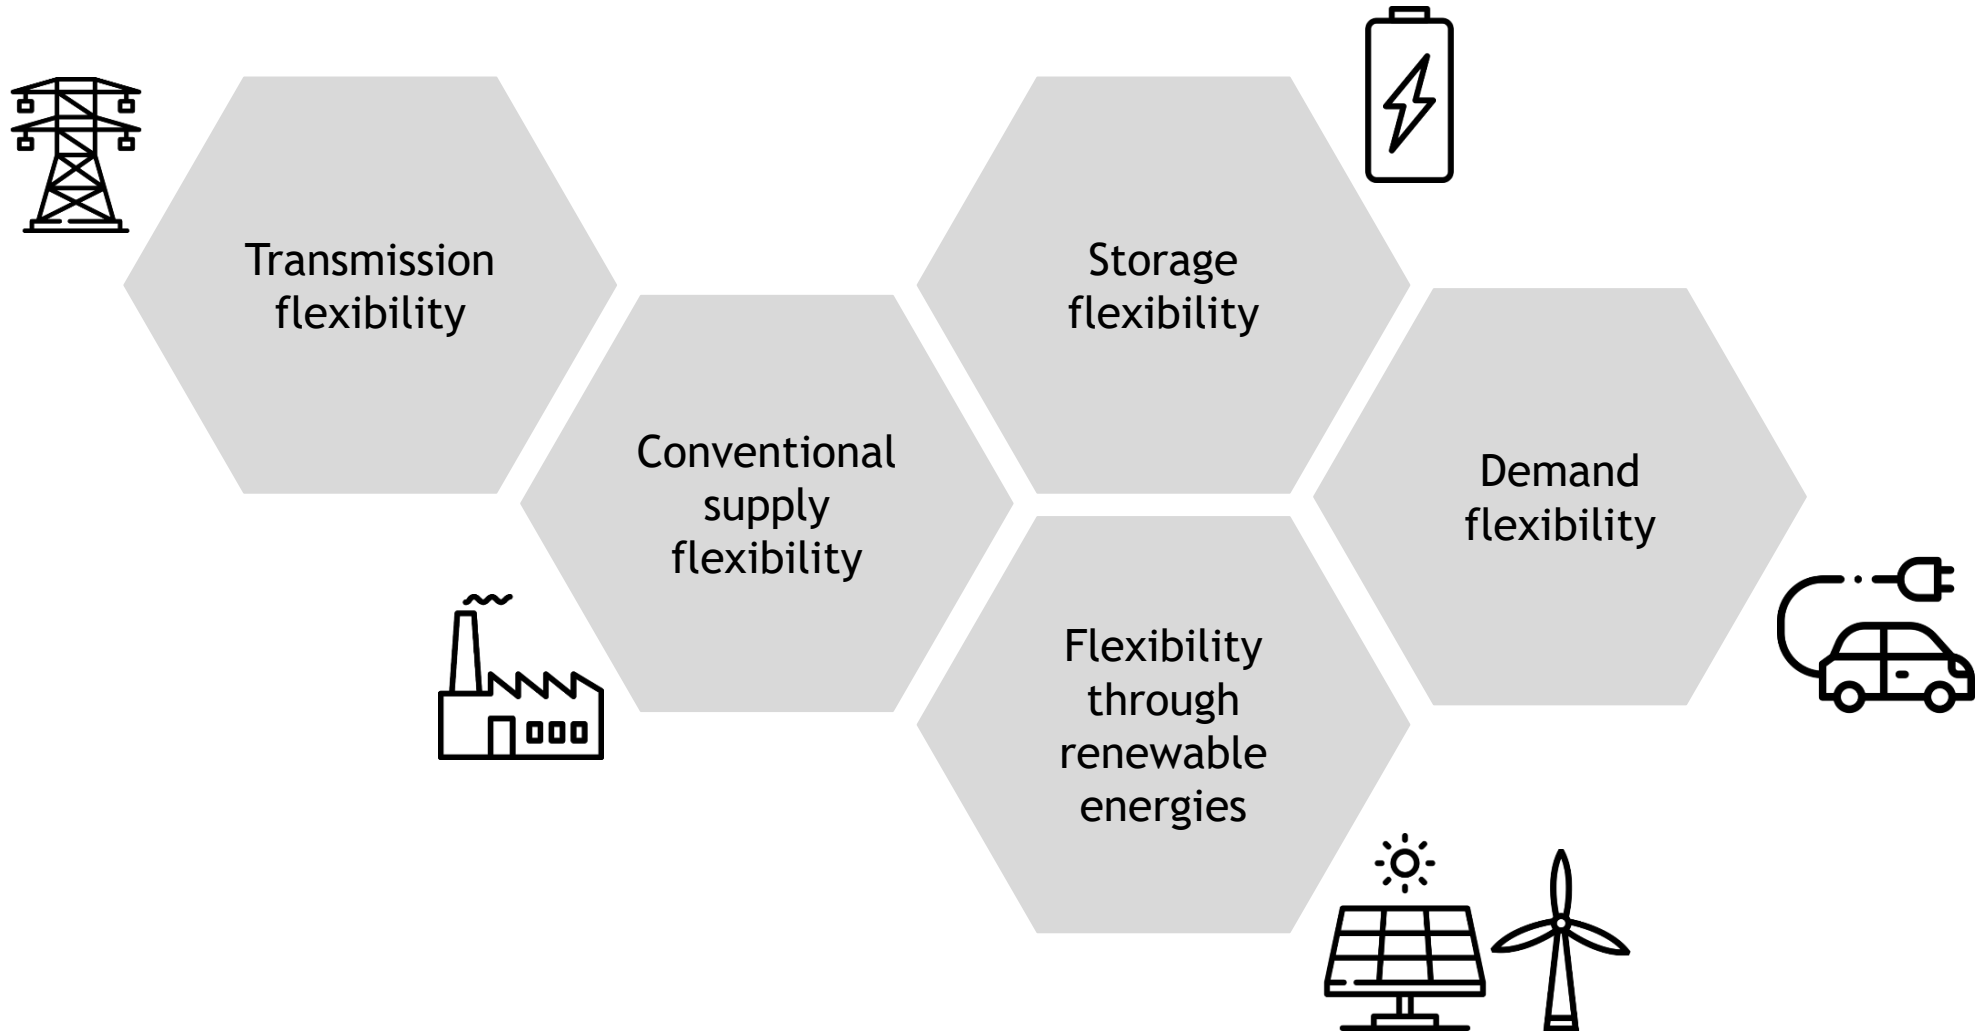 Transmission
flexibility
Conventional
supply
flexibility
Storage
flexibility
Flexibility
through
renewable
energies
Demand
flexibility